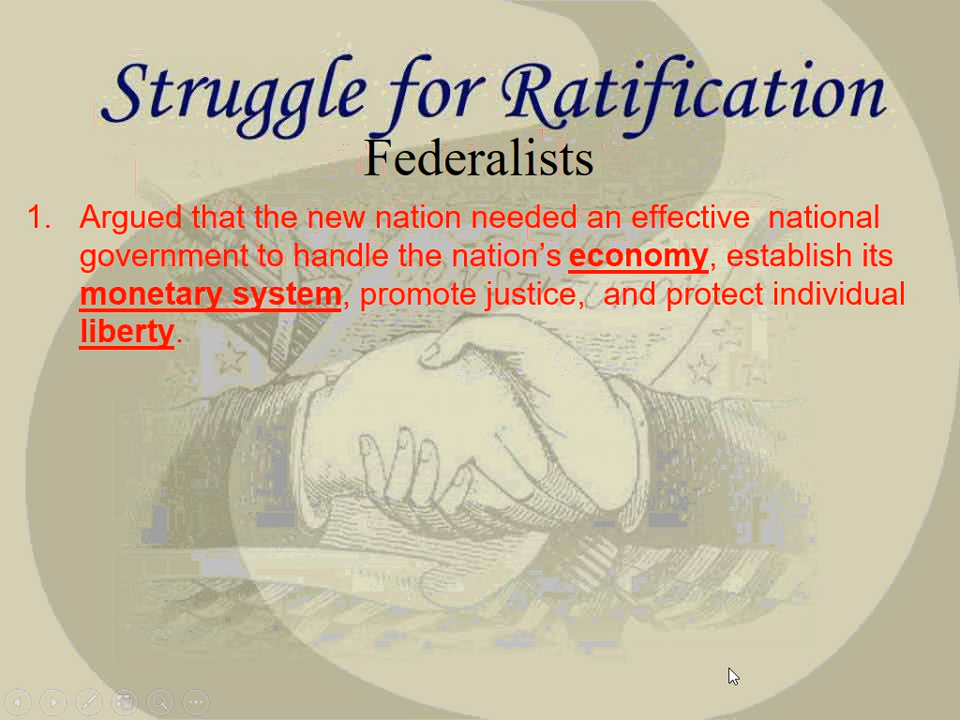 Struggle for Ratification
Federalists
1. Argued that the new nation needed an effective national
government to handle the nation’s economy, establish its
monetary system, promote justice, and protect individual
liberty.